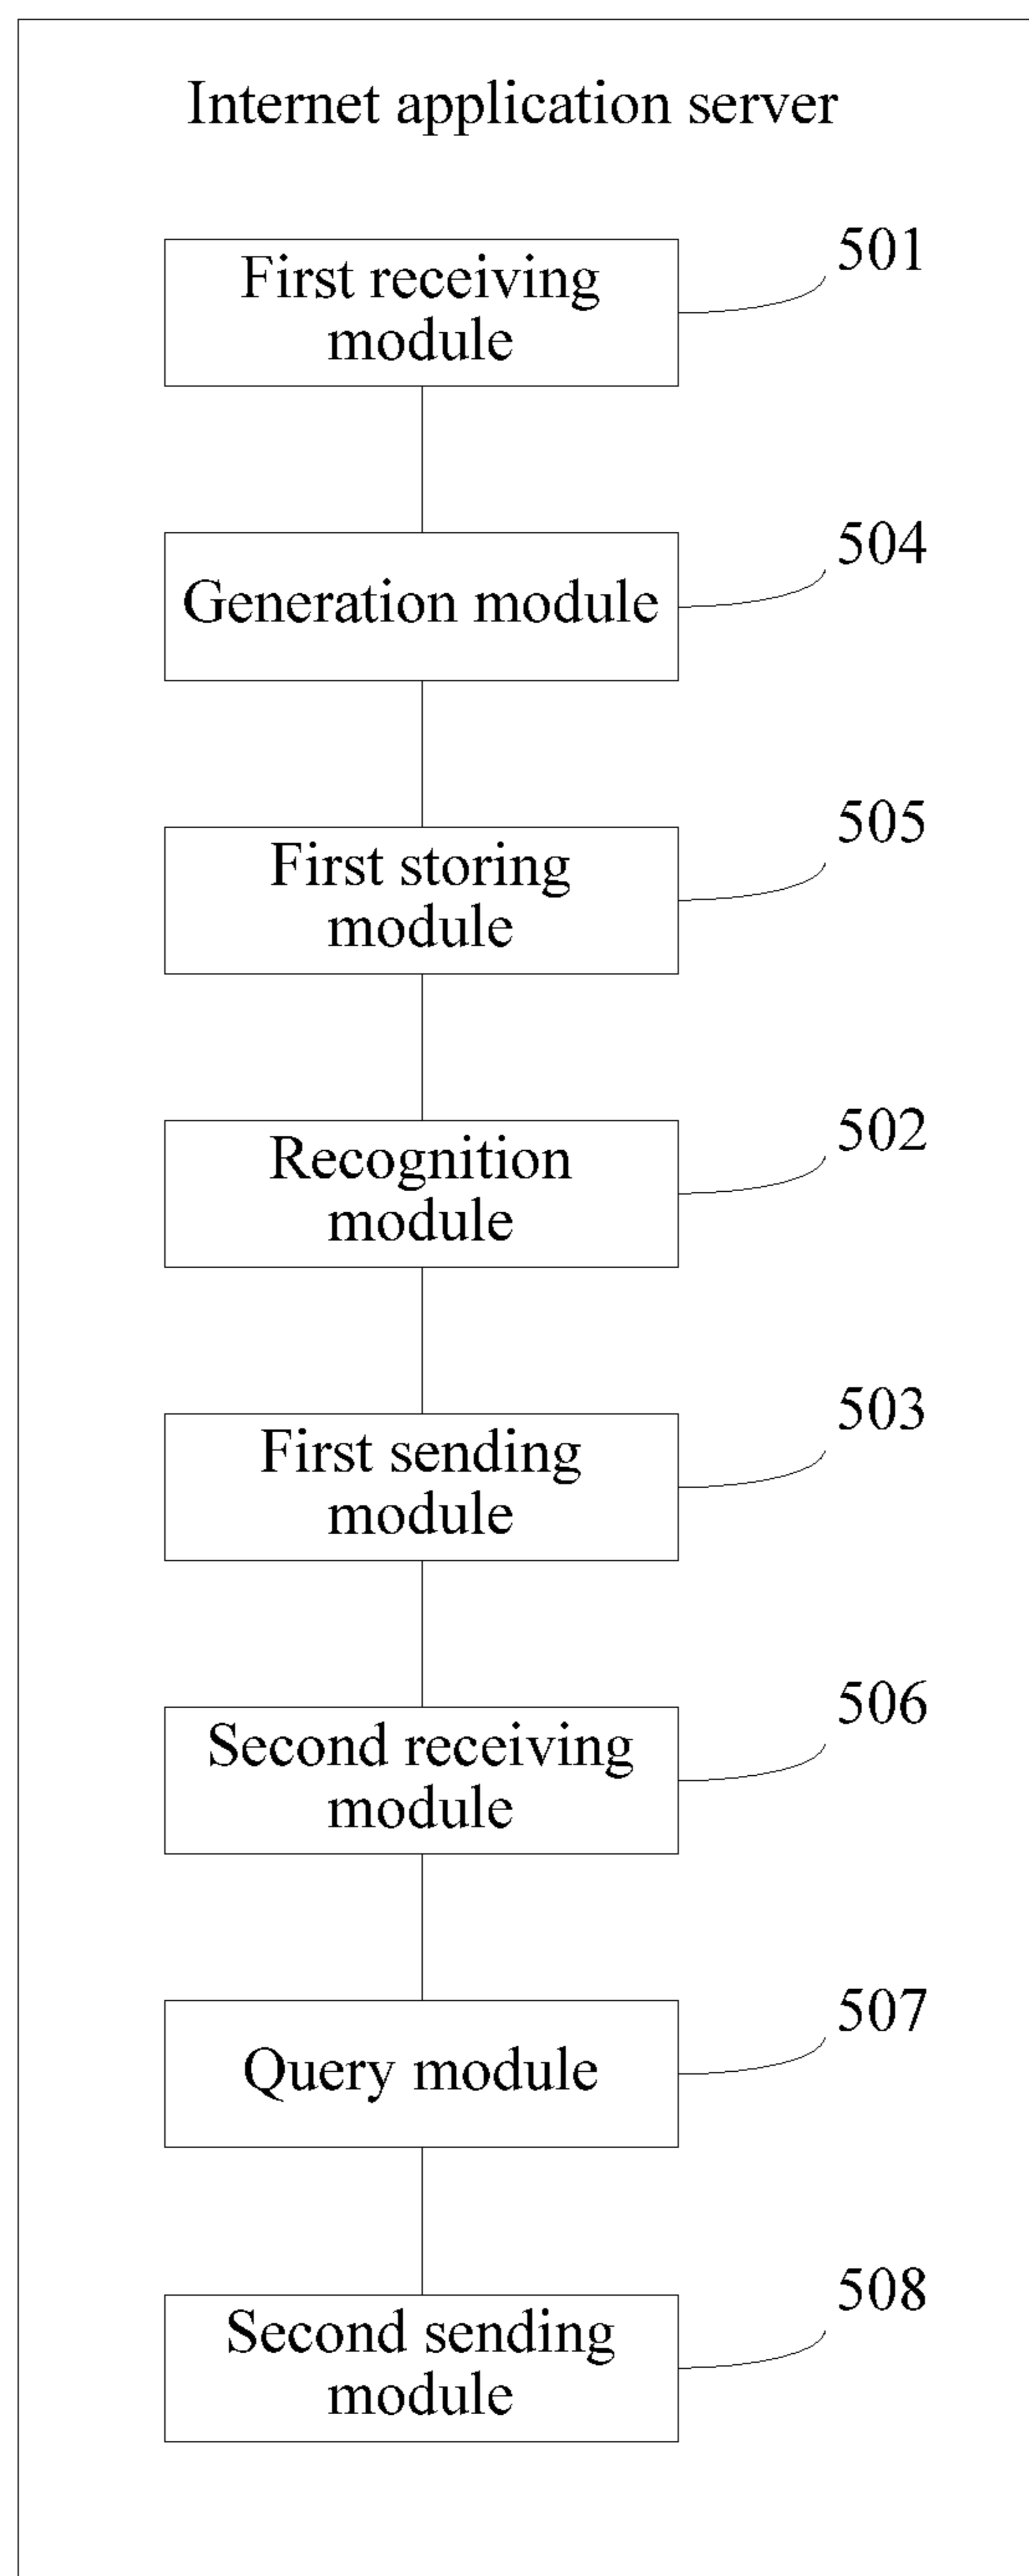 Internet application server
First receiving
module
501
Generation module
504
First storing
module
505
Recognition
module
502
First sending
module
503
Second receiving
module
506
Query module
507
Second sending
module
508